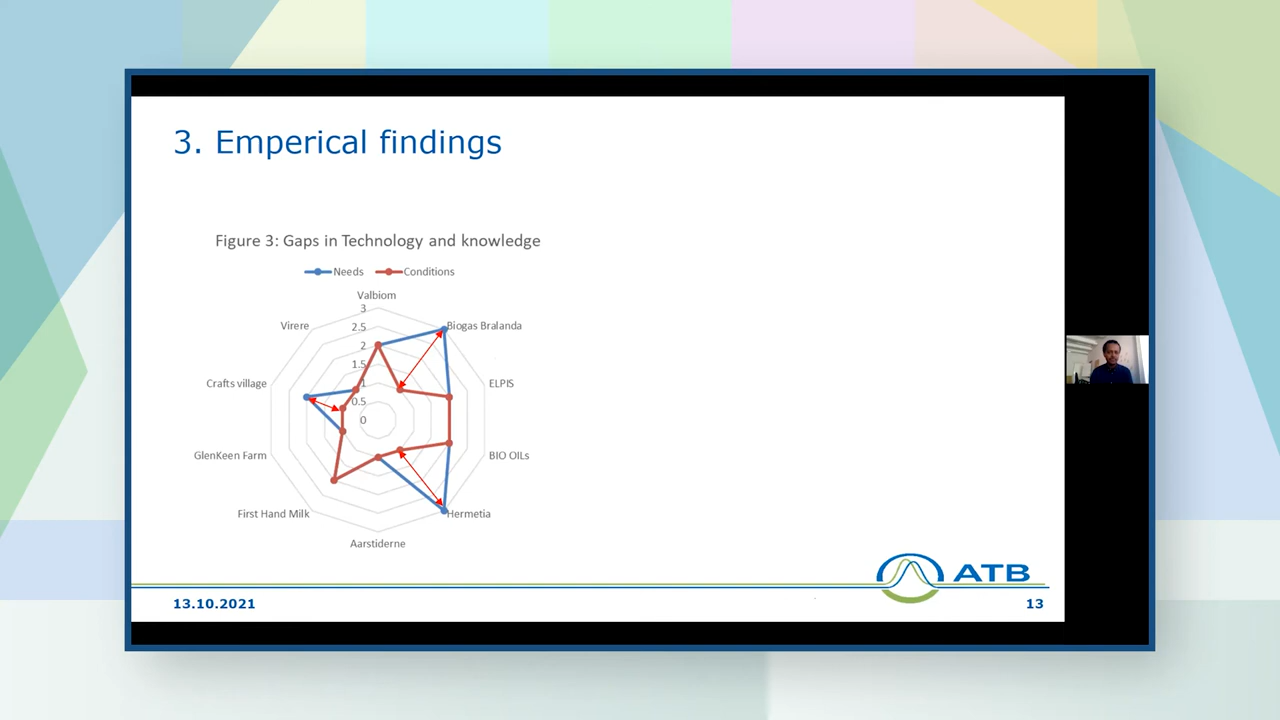 3. Emperical findings
Figure 3: Gaps in Technology and knowledge
Needs Conditions
Valbiom
3
2.5
2
1.5
1
0.5
0
Biogas Bralanda
ELPIS
BIO OILs
Hermetia
Aarstiderne
First Hand Milk
GlenKeen Farm
Crafts village
Virere
ATB
13.10.2021
13